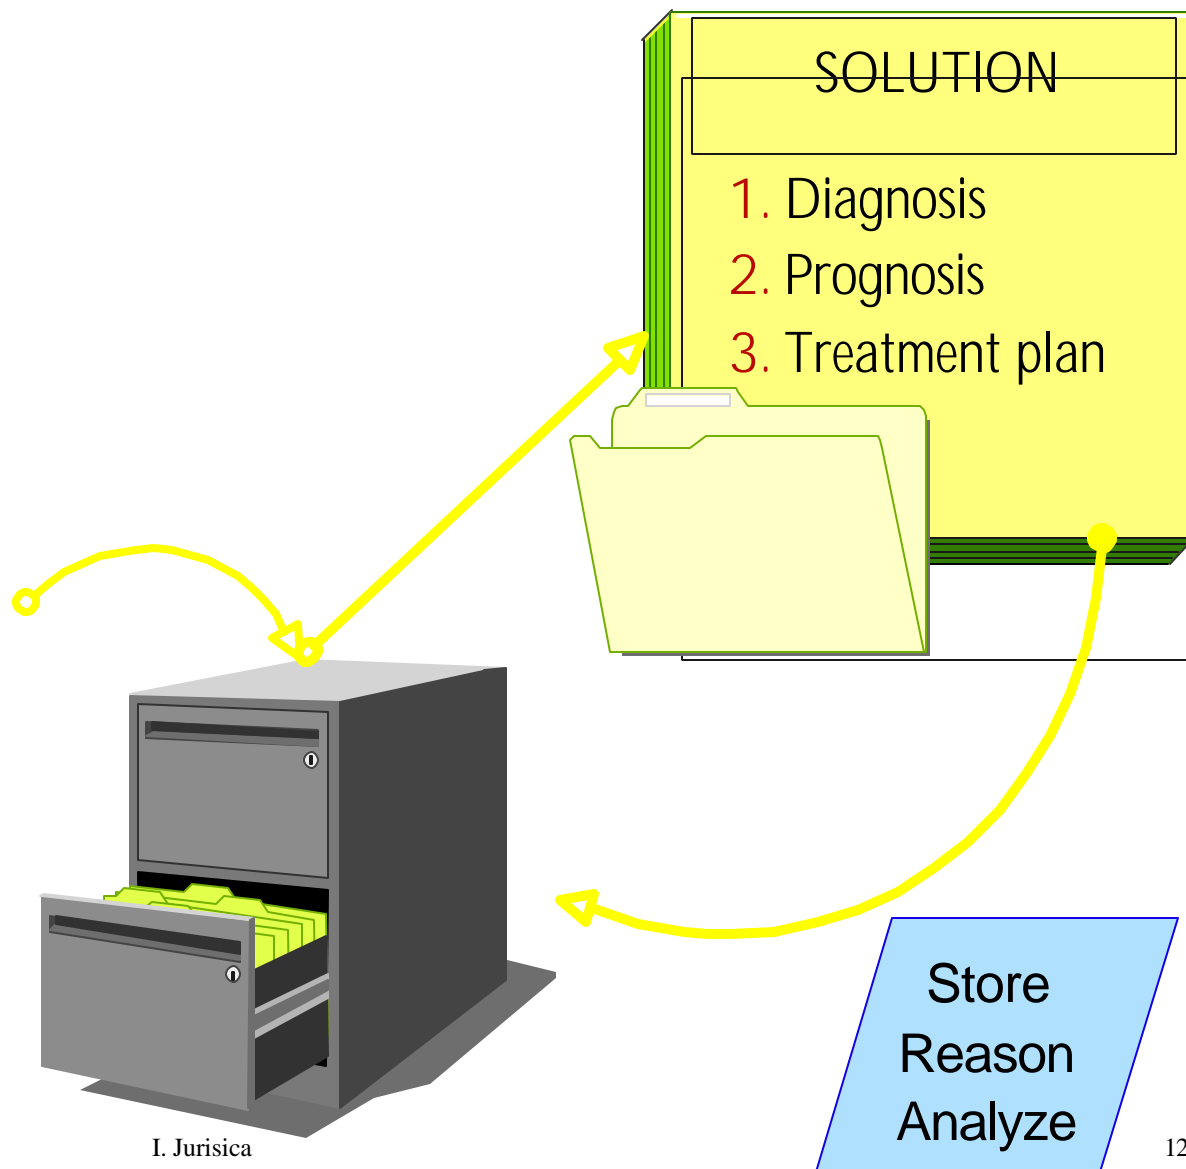 SOLUTION
1. Diagnosis
2. Prognosis
3. Treatment plan
Store
Reason
Analyze
I. Jurisica
12